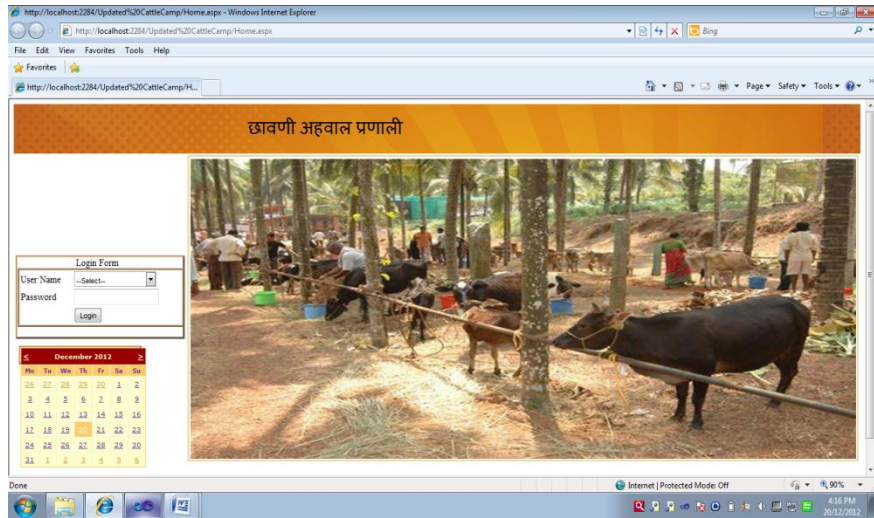 http://localhost:2284/Updated%20CattleCamp/Home.aspx - Windows Internet Explorer
http://localhost:2284/Updated%20CattleCamp/Home.aspx
Bing
File Edit View Favorites Tools Help
Favorites
http://localhost:2284/Updated%20CattleCamp/H...
Page Safety Tools
छावणी अहवाल प्रणाली
Login Form
User Name --Select--
Password
Login
< December 2012 >
Mo Tu We Th Fr Sa Su
26 27 28 29 30 1 2
3 4 5 6 7 8 9
10 11 12 13 14 15 16
17 18 19 20 21 22 23
24 25 26 27 28 29 30
31 1 2 3 4 5 6
Done
Internet | Protected Mode: Off
90%
4:16 PM
20/12/2012